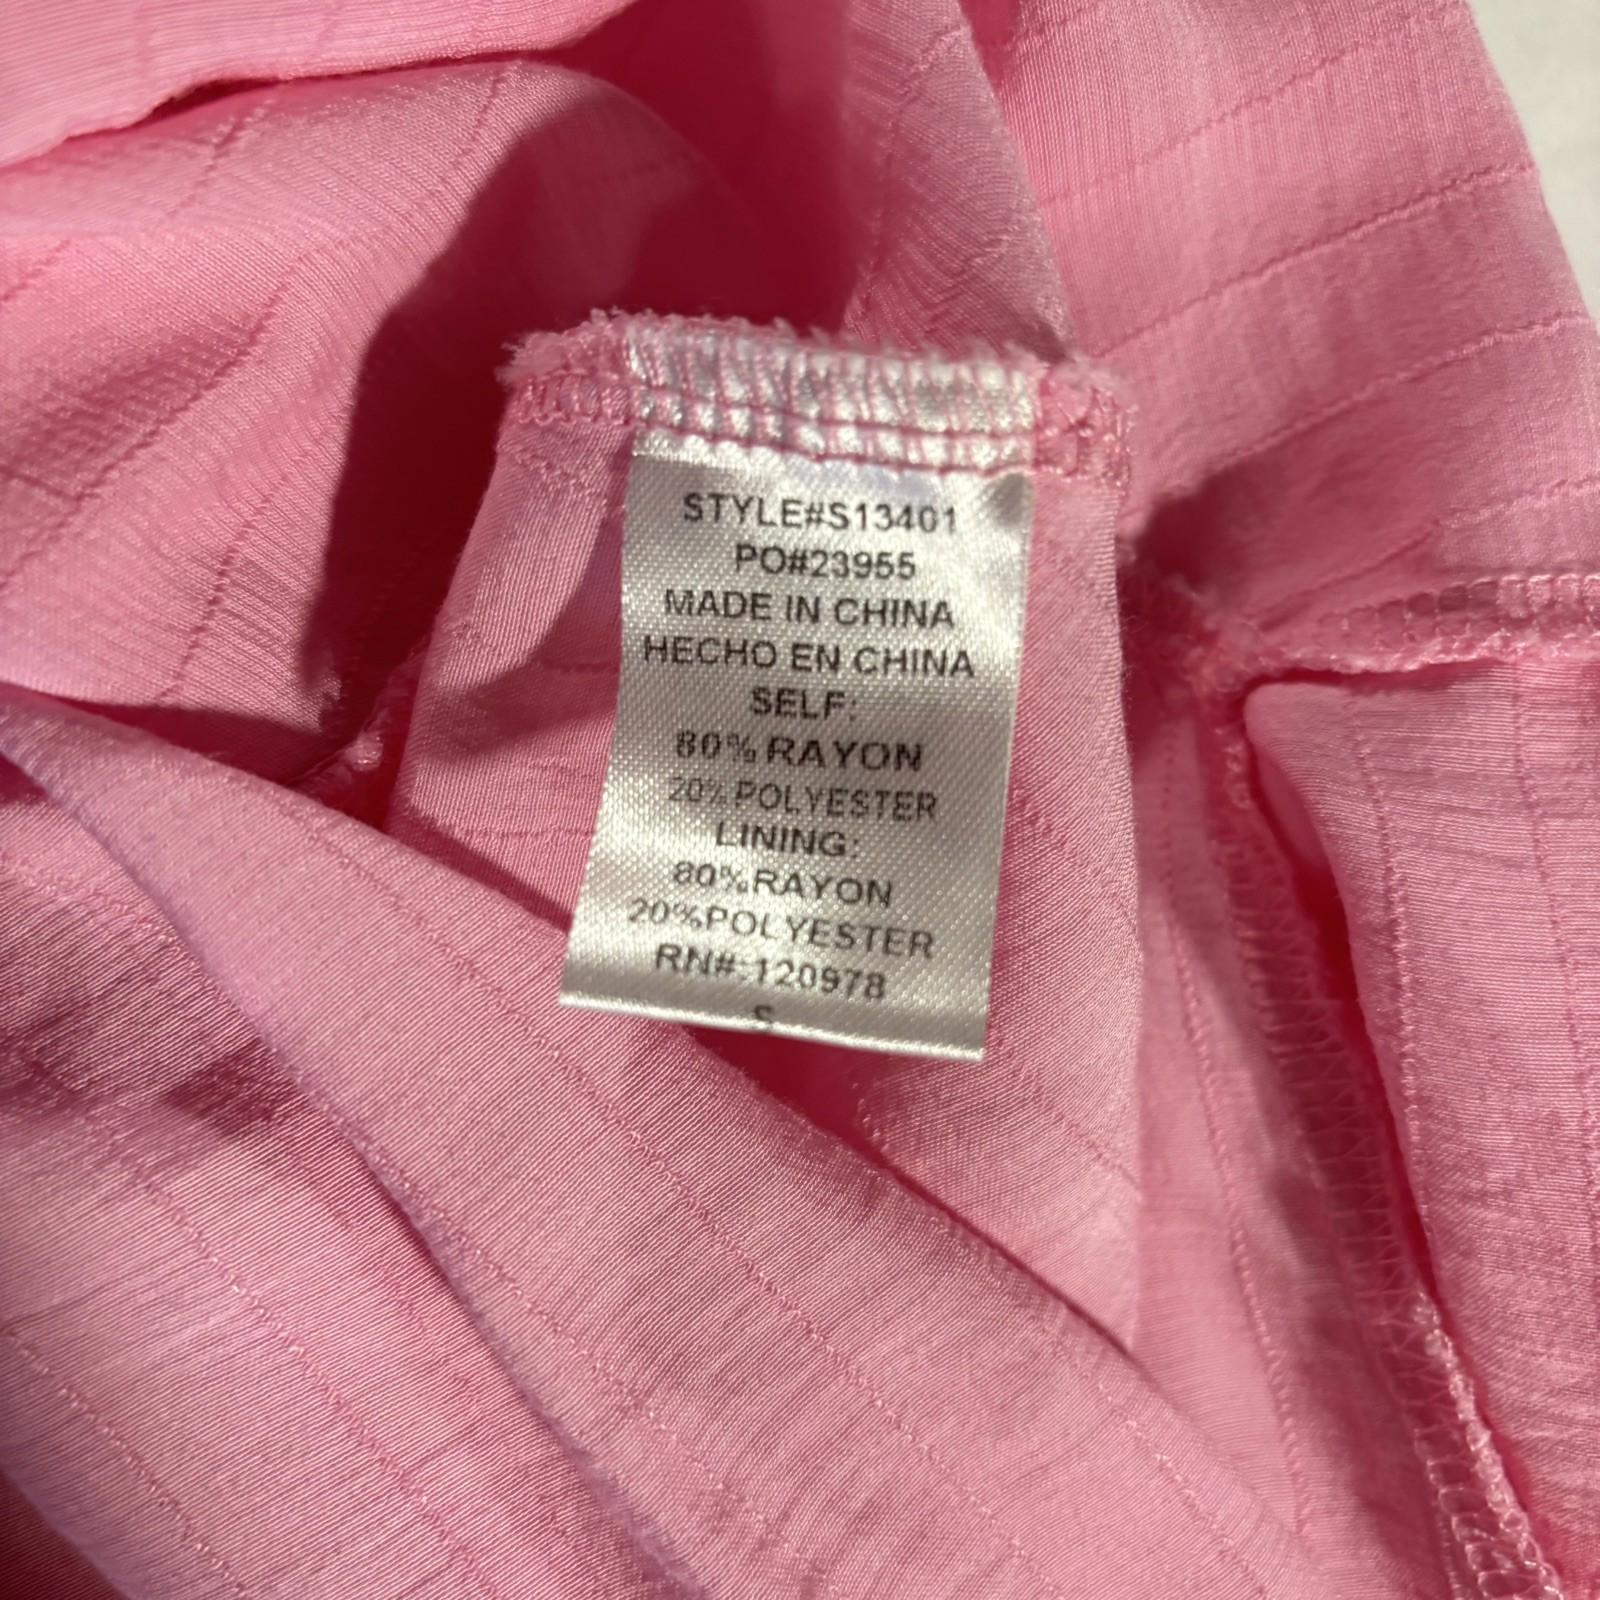 STYLE#S13401
PO#23955
MADE IN CHINA
HECHO EN CHINA
SELF:
80% RAYON
20% POLYESTER
LINING:
80%RAYON
20%POLYESTER
RN#:120978
S